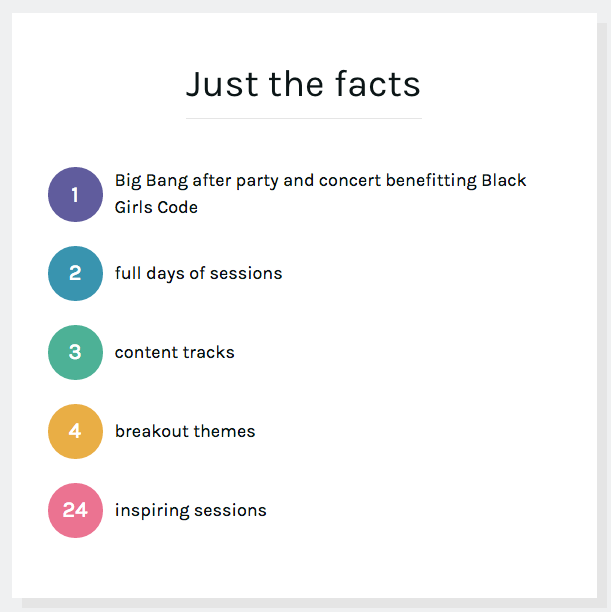 Just the facts
1 Big Bang after party and concert benefitting Black
Girls Code
2 full days of sessions
3 content tracks
4 breakout themes
24 inspiring sessions